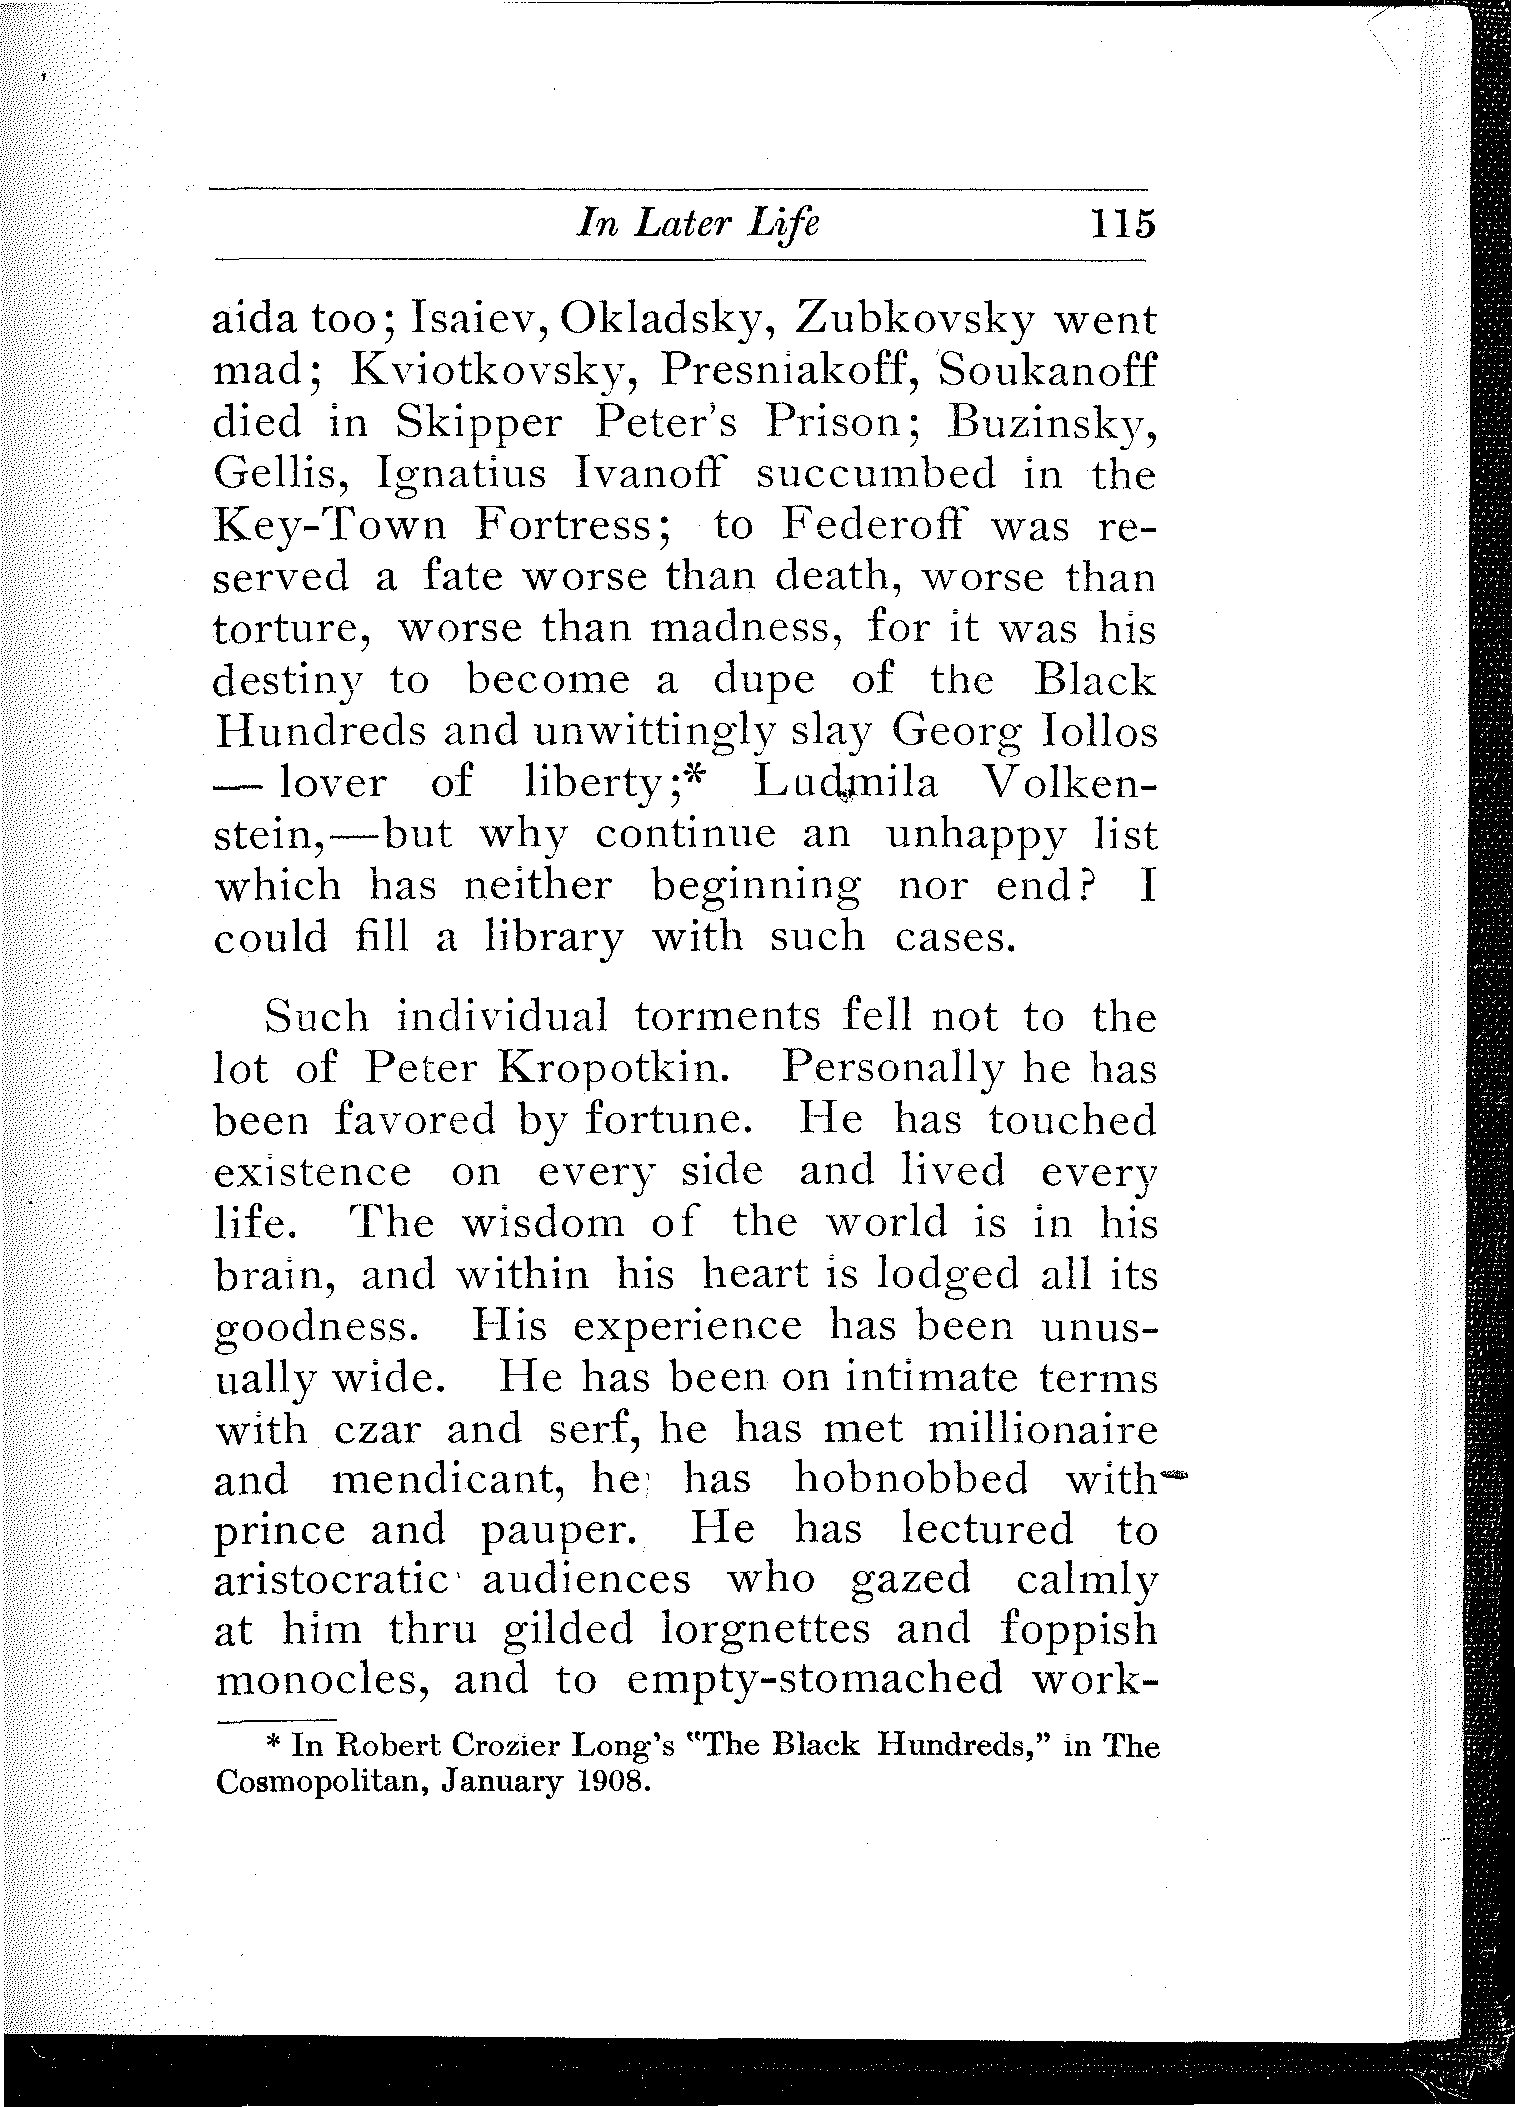 In Later Life 115
aida too; Isaiev, Okladsky, Zubkovsky went
mad; Kviotkovsky, Presniakoff, Soukanoff
died in Skipper Peter's Prison; Buzinsky,
Gellis, Ignatius Ivanoff succumbed in the
Key-Town Fortress; to Federoff was re-
served a fate worse than death, worse than
torture, worse than madness, for it was his
destiny to become a dupe of the Black
Hundreds and unwittingly slay Georg Iollos
— lover of liberty;* Ludmila Volken-
stein,—but why continue an unhappy list
which has neither beginning nor end? I
could fill a library with such cases.
Such individual torments fell not to the
lot of Peter Kropotkin. Personally he has
been favored by fortune. He has touched
existence on every side and lived every
life. The wisdom of the world is in his
brain, and within his heart is lodged all its
goodness. His experience has been unus-
ually wide. He has been on intimate terms
with czar and serf, he has met millionaire
and mendicant, he has hobnobbed with
prince and pauper. He has lectured to
aristocratic audiences who gazed calmly
at him thru gilded lorgnettes and foppish
monocles, and to empty-stomached work-
* In Robert Crozier Long's "The Black Hundreds," in The
Cosmopolitan, January 1908.